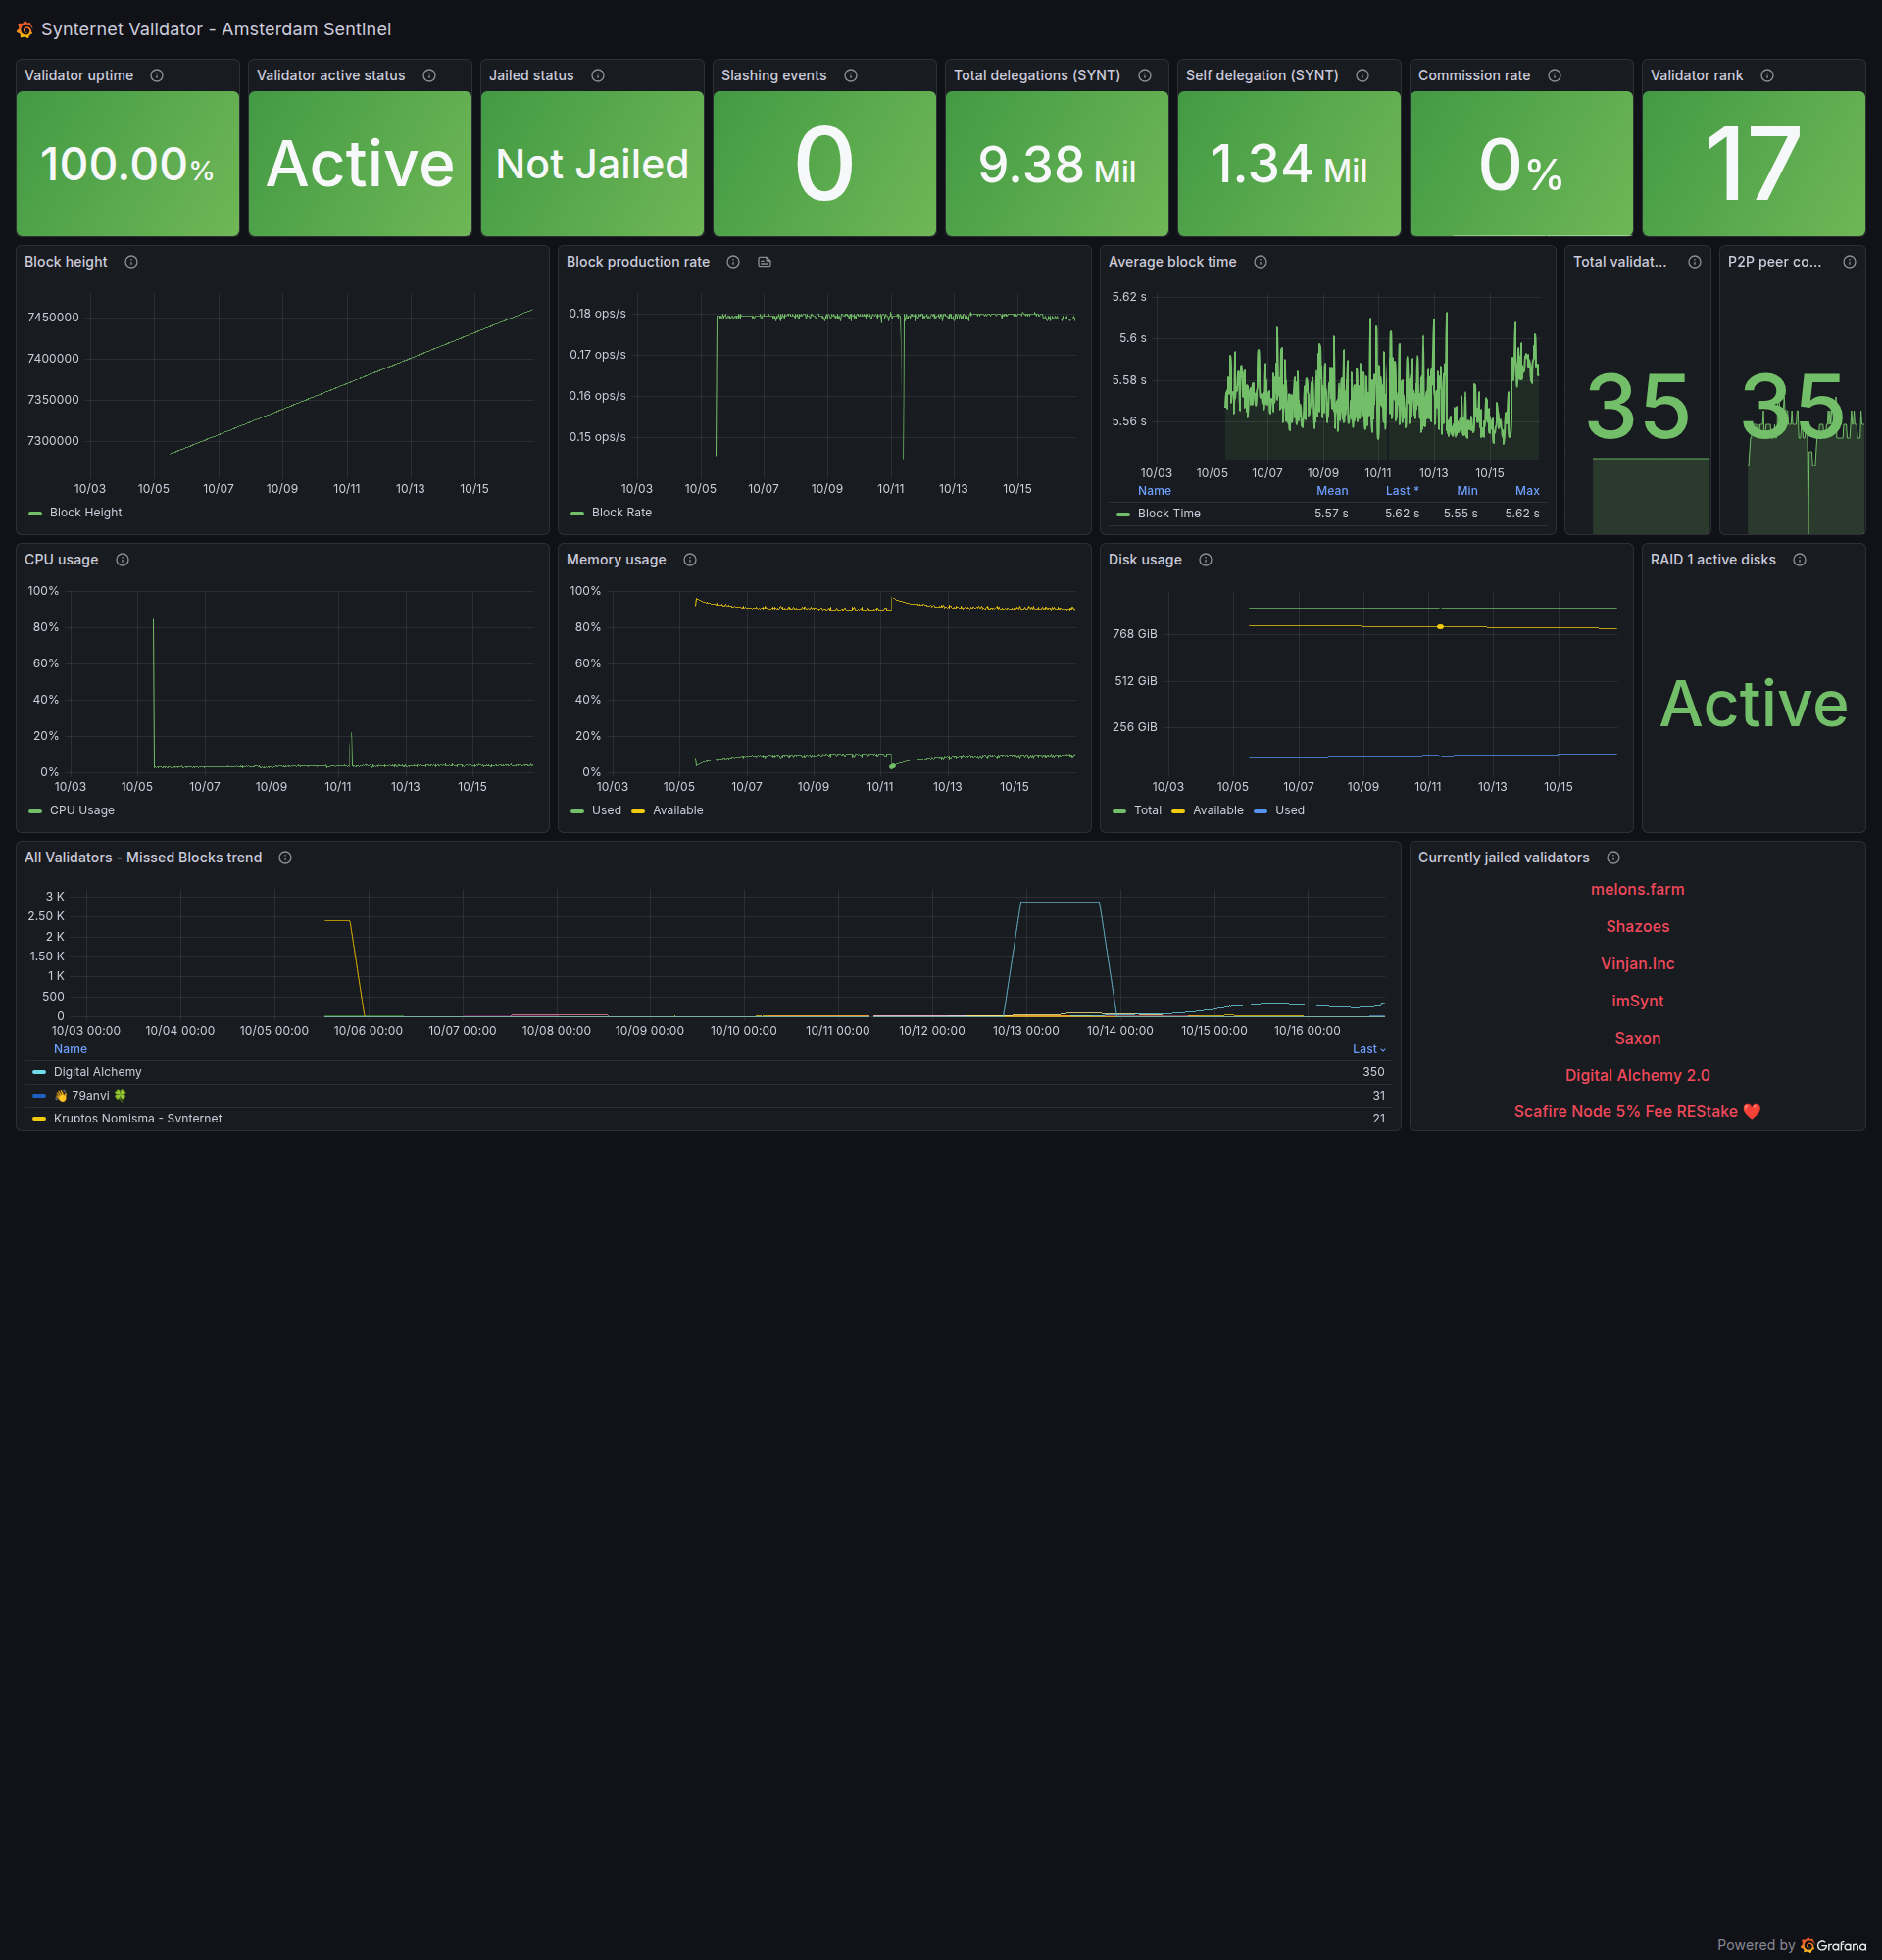 Synternet Validator - Amsterdam Sentinel
Validator uptime
100.00%
Validator active status
Active
Jailed status
Not Jailed
Slashing events
0
Total delegations (SYNT)
9.38 Mil
Self delegation (SYNT)
1.34 Mil
Commission rate
0%
Validator rank
17
Block height
7450000
7400000
7350000
7300000
10/03 10/05 10/07 10/09 10/11 10/13 10/15
Block Height
Block production rate
0.18 ops/s
0.17 ops/s
0.16 ops/s
0.15 ops/s
10/03 10/05 10/07 10/09 10/11 10/13 10/15
Block Rate
Average block time
5.62 s
5.6 s
5.58 s
5.56 s
10/03 10/05 10/07 10/09 10/11 10/13 10/15
Name Mean Last * Min Max
Block Time 5.57 s 5.62 s 5.55 s 5.62 s
Total validat...
35
P2P peer co...
35
CPU usage
100%
80%
60%
40%
20%
0%
10/03 10/05 10/07 10/09 10/11 10/13 10/15
CPU Usage
Memory usage
100%
80%
60%
40%
20%
0%
10/03 10/05 10/07 10/09 10/11 10/13 10/15
Used Available
Disk usage
768 GiB
512 GiB
256 GiB
10/03 10/05 10/07 10/09 10/11 10/13 10/15
Total Available Used
RAID 1 active disks
Active
All Validators - Missed Blocks trend
3 K
2.50 K
2 K
1.50 K
1 K
500
0
10/03 00:00 10/04 00:00 10/05 00:00 10/06 00:00 10/07 00:00 10/08 00:00 10/09 00:00 10/10 00:00 10/11 00:00 10/12 00:00 10/13 00:00 10/14 00:00 10/15 00:00 10/16 00:00
Name Last
Digital Alchemy 350
👋 79anvi 🍀 31
Kruptos Nomisma - Synternet 21
Currently jailed validators
melons.farm
Shazoes
Vinjan.Inc
imSynt
Saxon
Digital Alchemy 2.0
Scafire Node 5% Fee REStake ❤️
Powered by Grafana